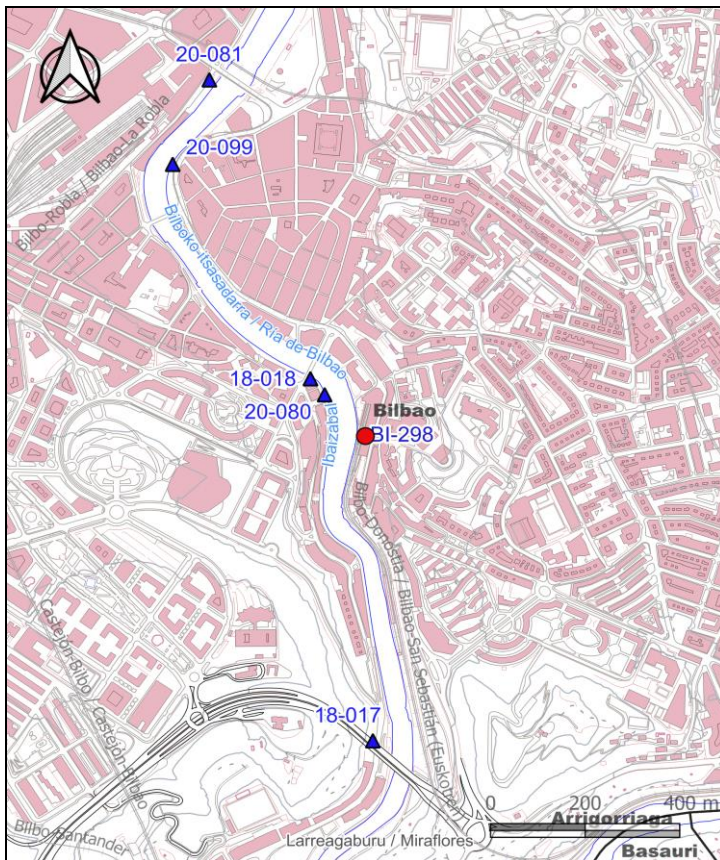 20-081
20-099
Bilbo-Robla / Bilbao-La Robla
Bilboko itsasadarra / Ría de Bilbao
18-018
20-080
Ibaizabal
Bilbao
BI-298
Bilbo-Donostia / Bilbao-San Sebastián (Euskotren)
Castejón-Bilbo / Castejón-Bilbao
18-017
0 200 400 m
Arrigorriaga
Bilbo-Santander
Larreagaburu / Miraflores
Basauri